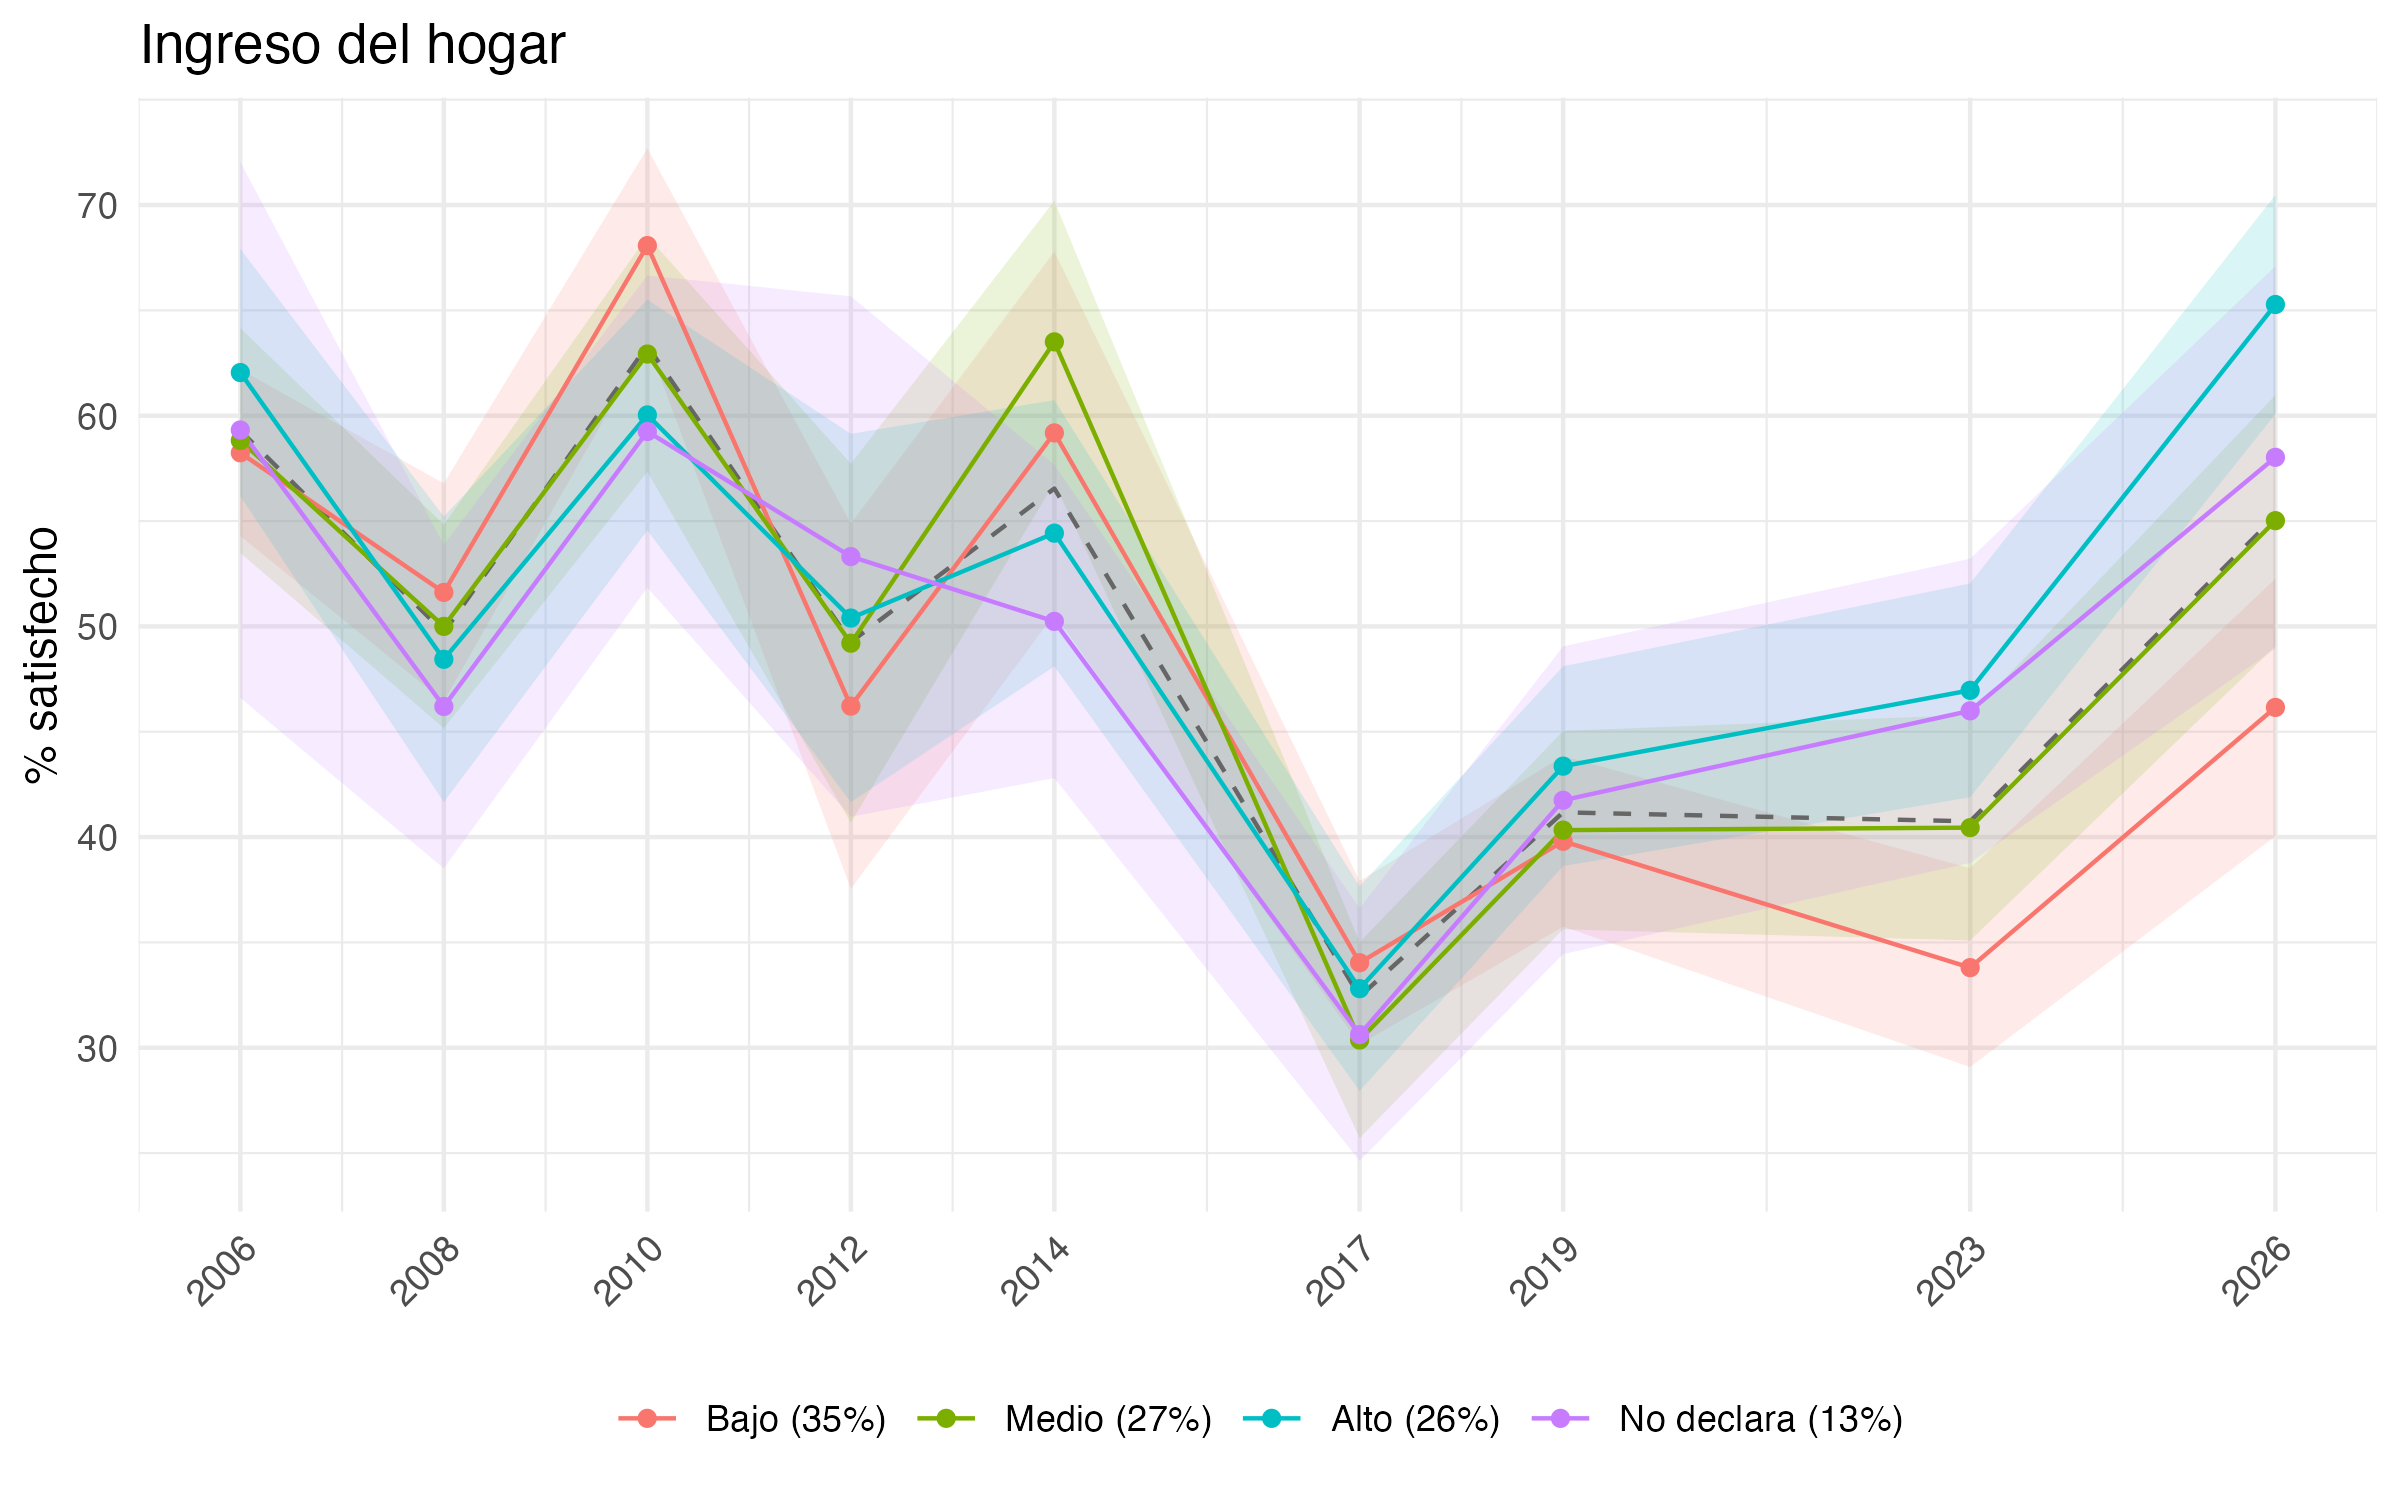 Ingreso del hogar
% satisfecho
70
60
50
40
30
2006 2008 2010 2012 2014 2017 2019 2023 2026
Bajo (35%) Medio (27%) Alto (26%) No declara (13%)